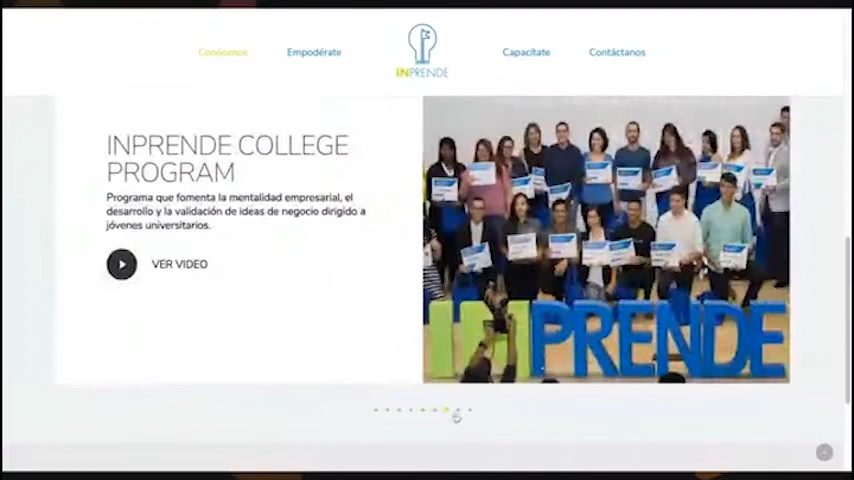 Conócenos
Empodérate
INPRENDE
Capacítate
Contáctanos
INPRENDE COLLEGE
PROGRAM
Programa que fomenta la mentalidad empresarial, el
desarrollo y la validación de ideas de negocio dirigido a
jóvenes universitarios.
VER VIDEO
INPRENDE